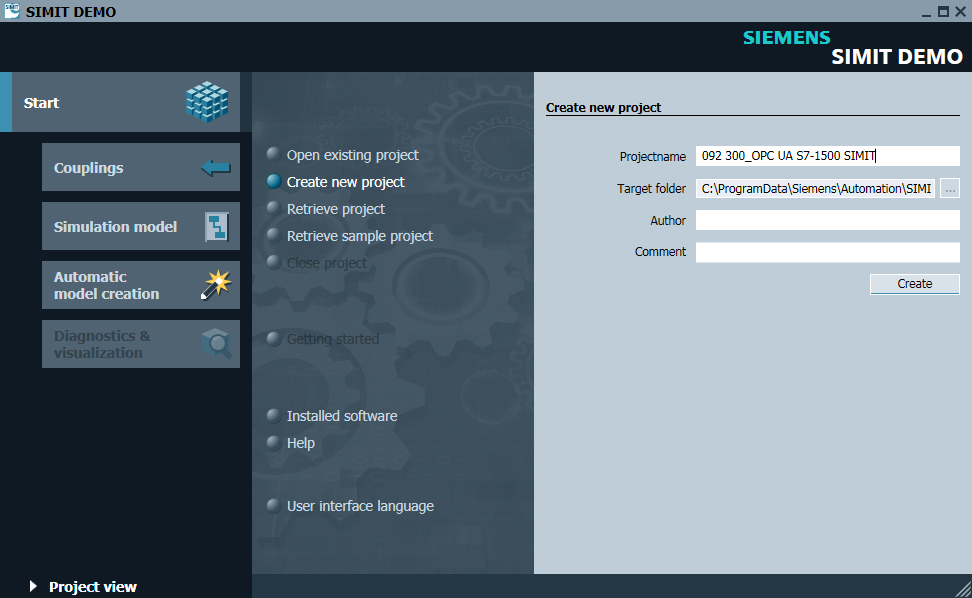 SIMIT DEMO
SIEMENS
SIMIT DEMO
Start
Couplings
Simulation model
Automatic
model creation
Diagnostics &
visualization
Project view
Open existing project
Create new project
Retrieve project
Retrieve sample project
Close project
Getting started
Installed software
Help
User interface language
Create new project
Projectname 092 300_OPC UA S7-1500 SIMIT
Target folder C:\ProgramData\Siemens\Automation\SIMI ...
Author
Comment
Create